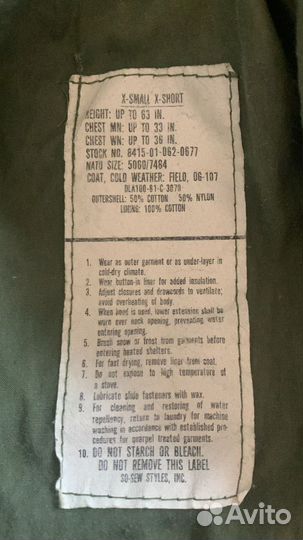 X-SMALL X-SHORT
HEIGHT: UP TO 63 IN.
CHEST MN: UP TO 33 IN.
CHEST WN: UP TO 36 IN.
STOCK NO. 8415-01-062-0677
NATO SIZE: 5060/7484
COAT, COLD WEATHER: FIELD, OG-107
DLA100-81-C-3070
OUTERSHELL: 50% COTTON 50% NYLON
LINING: 100% COTTON
1. Wear as outer garment or as under-layer in
cold-dry climate.
2. Wear button-in liner for added insulation.
3. Adjust closures and drawcords to ventilate;
avoid overheating of body.
4. When hood is used, lower extension shall be
worn over neck opening, preventing water
entering opening.
5. Brush snow or frost from garments before
entering heated shelters.
6. For fast drying, remove liner from coat.
7. Do not expose to high temperature of
a stove.
8. Lubricate slide fasteners with wax.
9. For cleaning and restoring of water
repellency, return to laundry for machine
washing in accordance with established pro-
cedures for quarpel treated garments.
10. DO NOT STARCH OR BLEACH.
DO NOT REMOVE THIS LABEL
SO-SEW STYLES, INC.
Avito